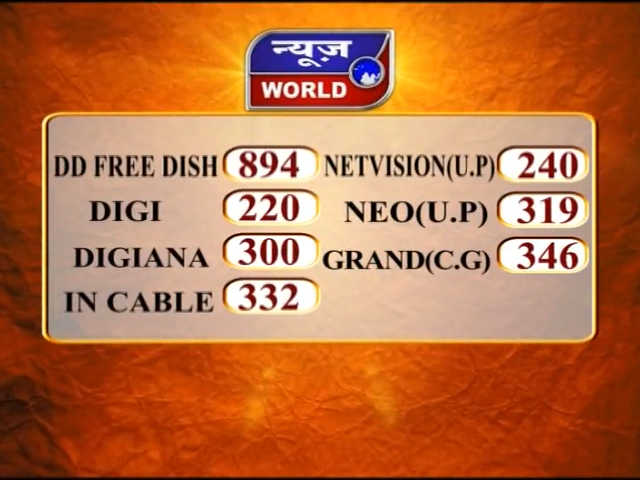 न्यूज़
WORLD
DD FREE DISH 894 NETVISION(U.P) 240
DIGI 220 NEO(U.P) 319
DIGIANA 300 GRAND(C.G) 346
IN CABLE 332